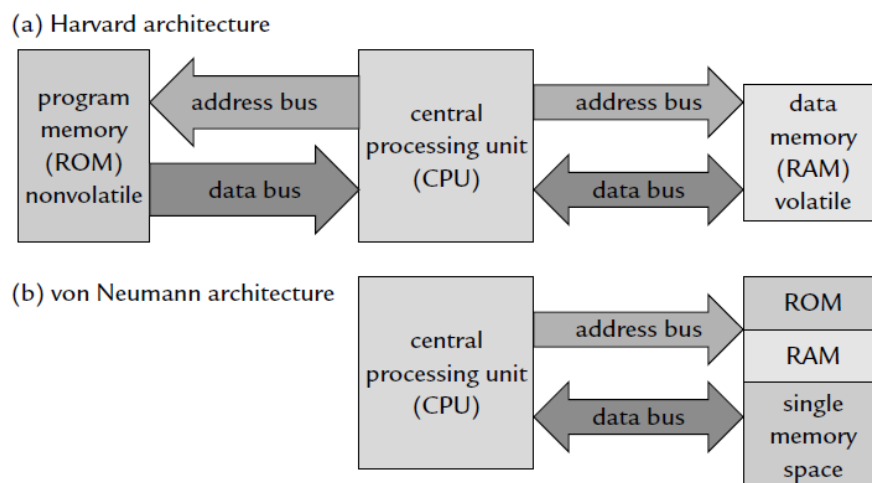 (a) Harvard architecture
program
memory
(ROM)
nonvolatile
address bus
data bus
central
processing unit
(CPU)
address bus
data bus
data
memory
(RAM)
volatile
(b) von Neumann architecture
central
processing unit
(CPU)
address bus
data bus
ROM
RAM
single
memory
space